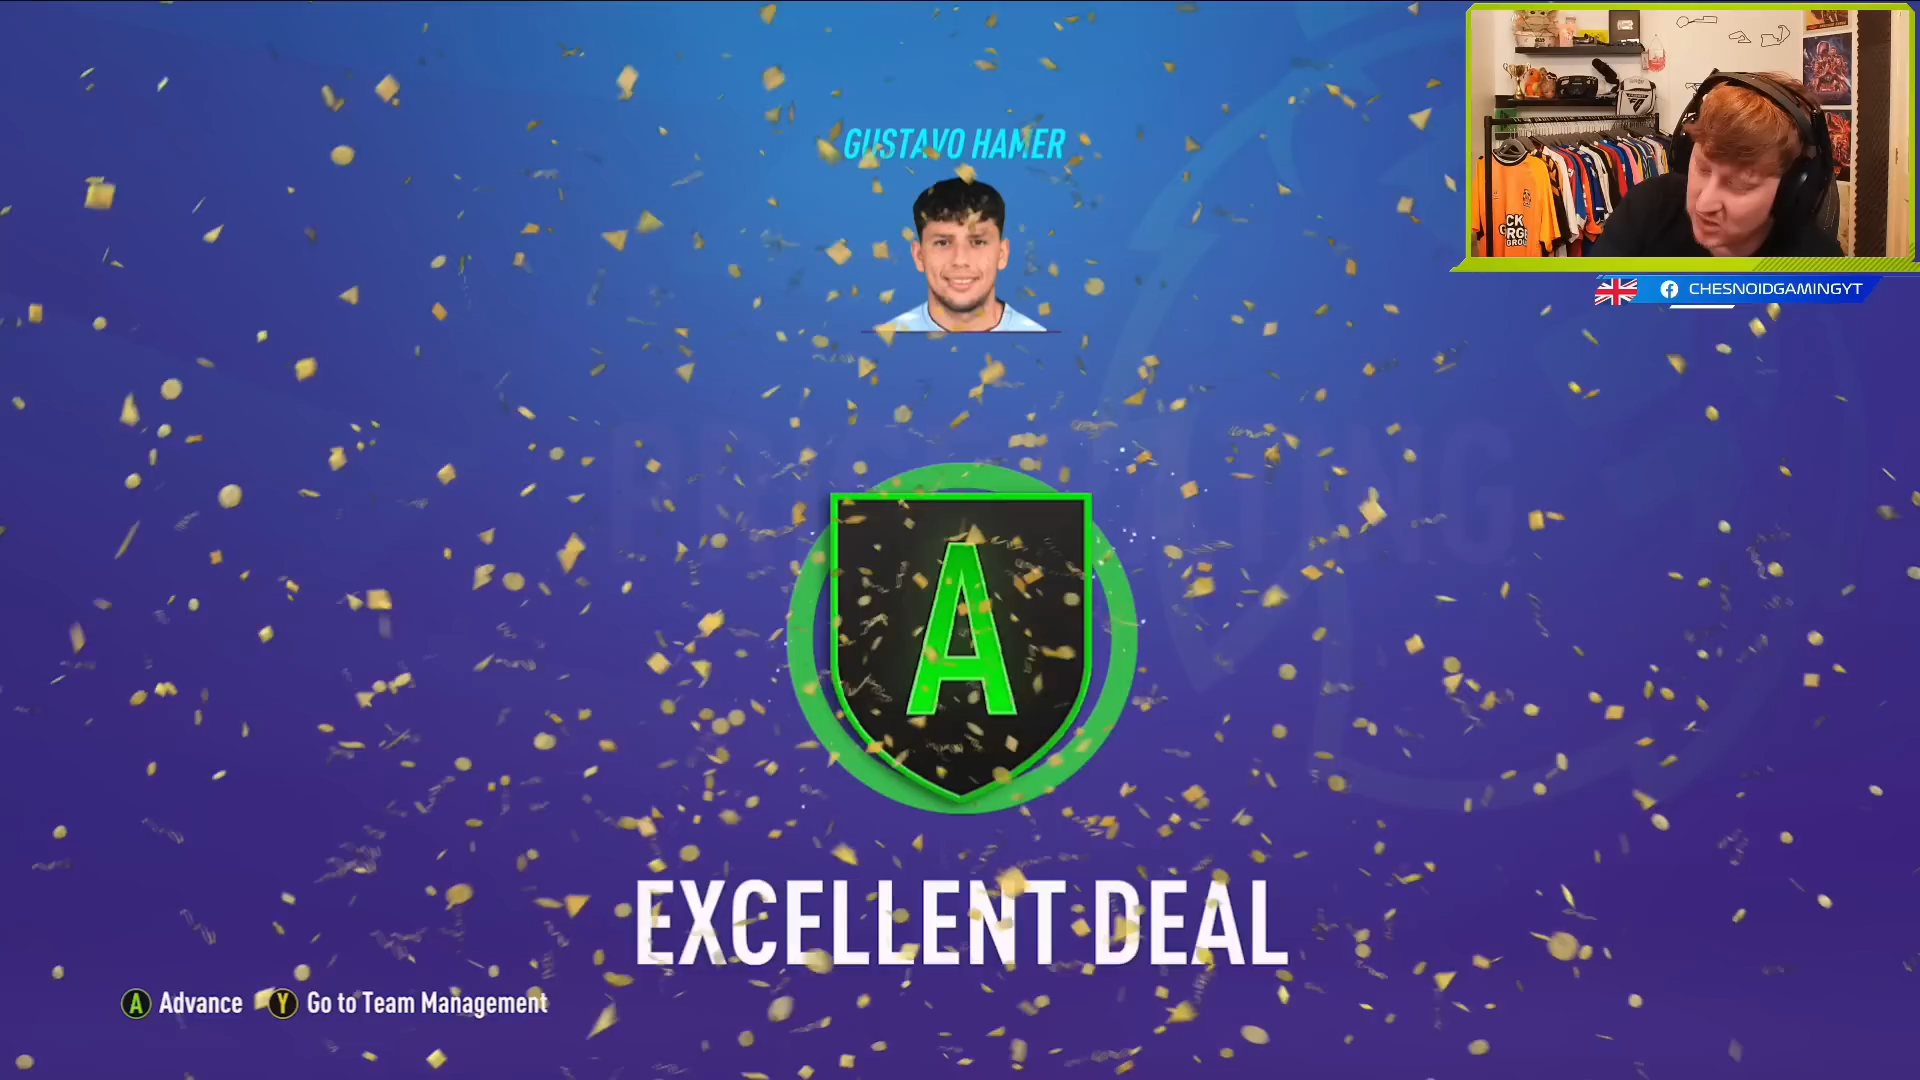 GUSTAVO HAMER
CHESNOIDGAMINGYT
A
EXCELLENT DEAL
A Advance Y Go to Team Management